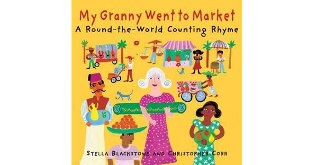 My Granny Went to Market
A Round-the-World Counting Rhyme
Stella Blackstone and Christopher Corr